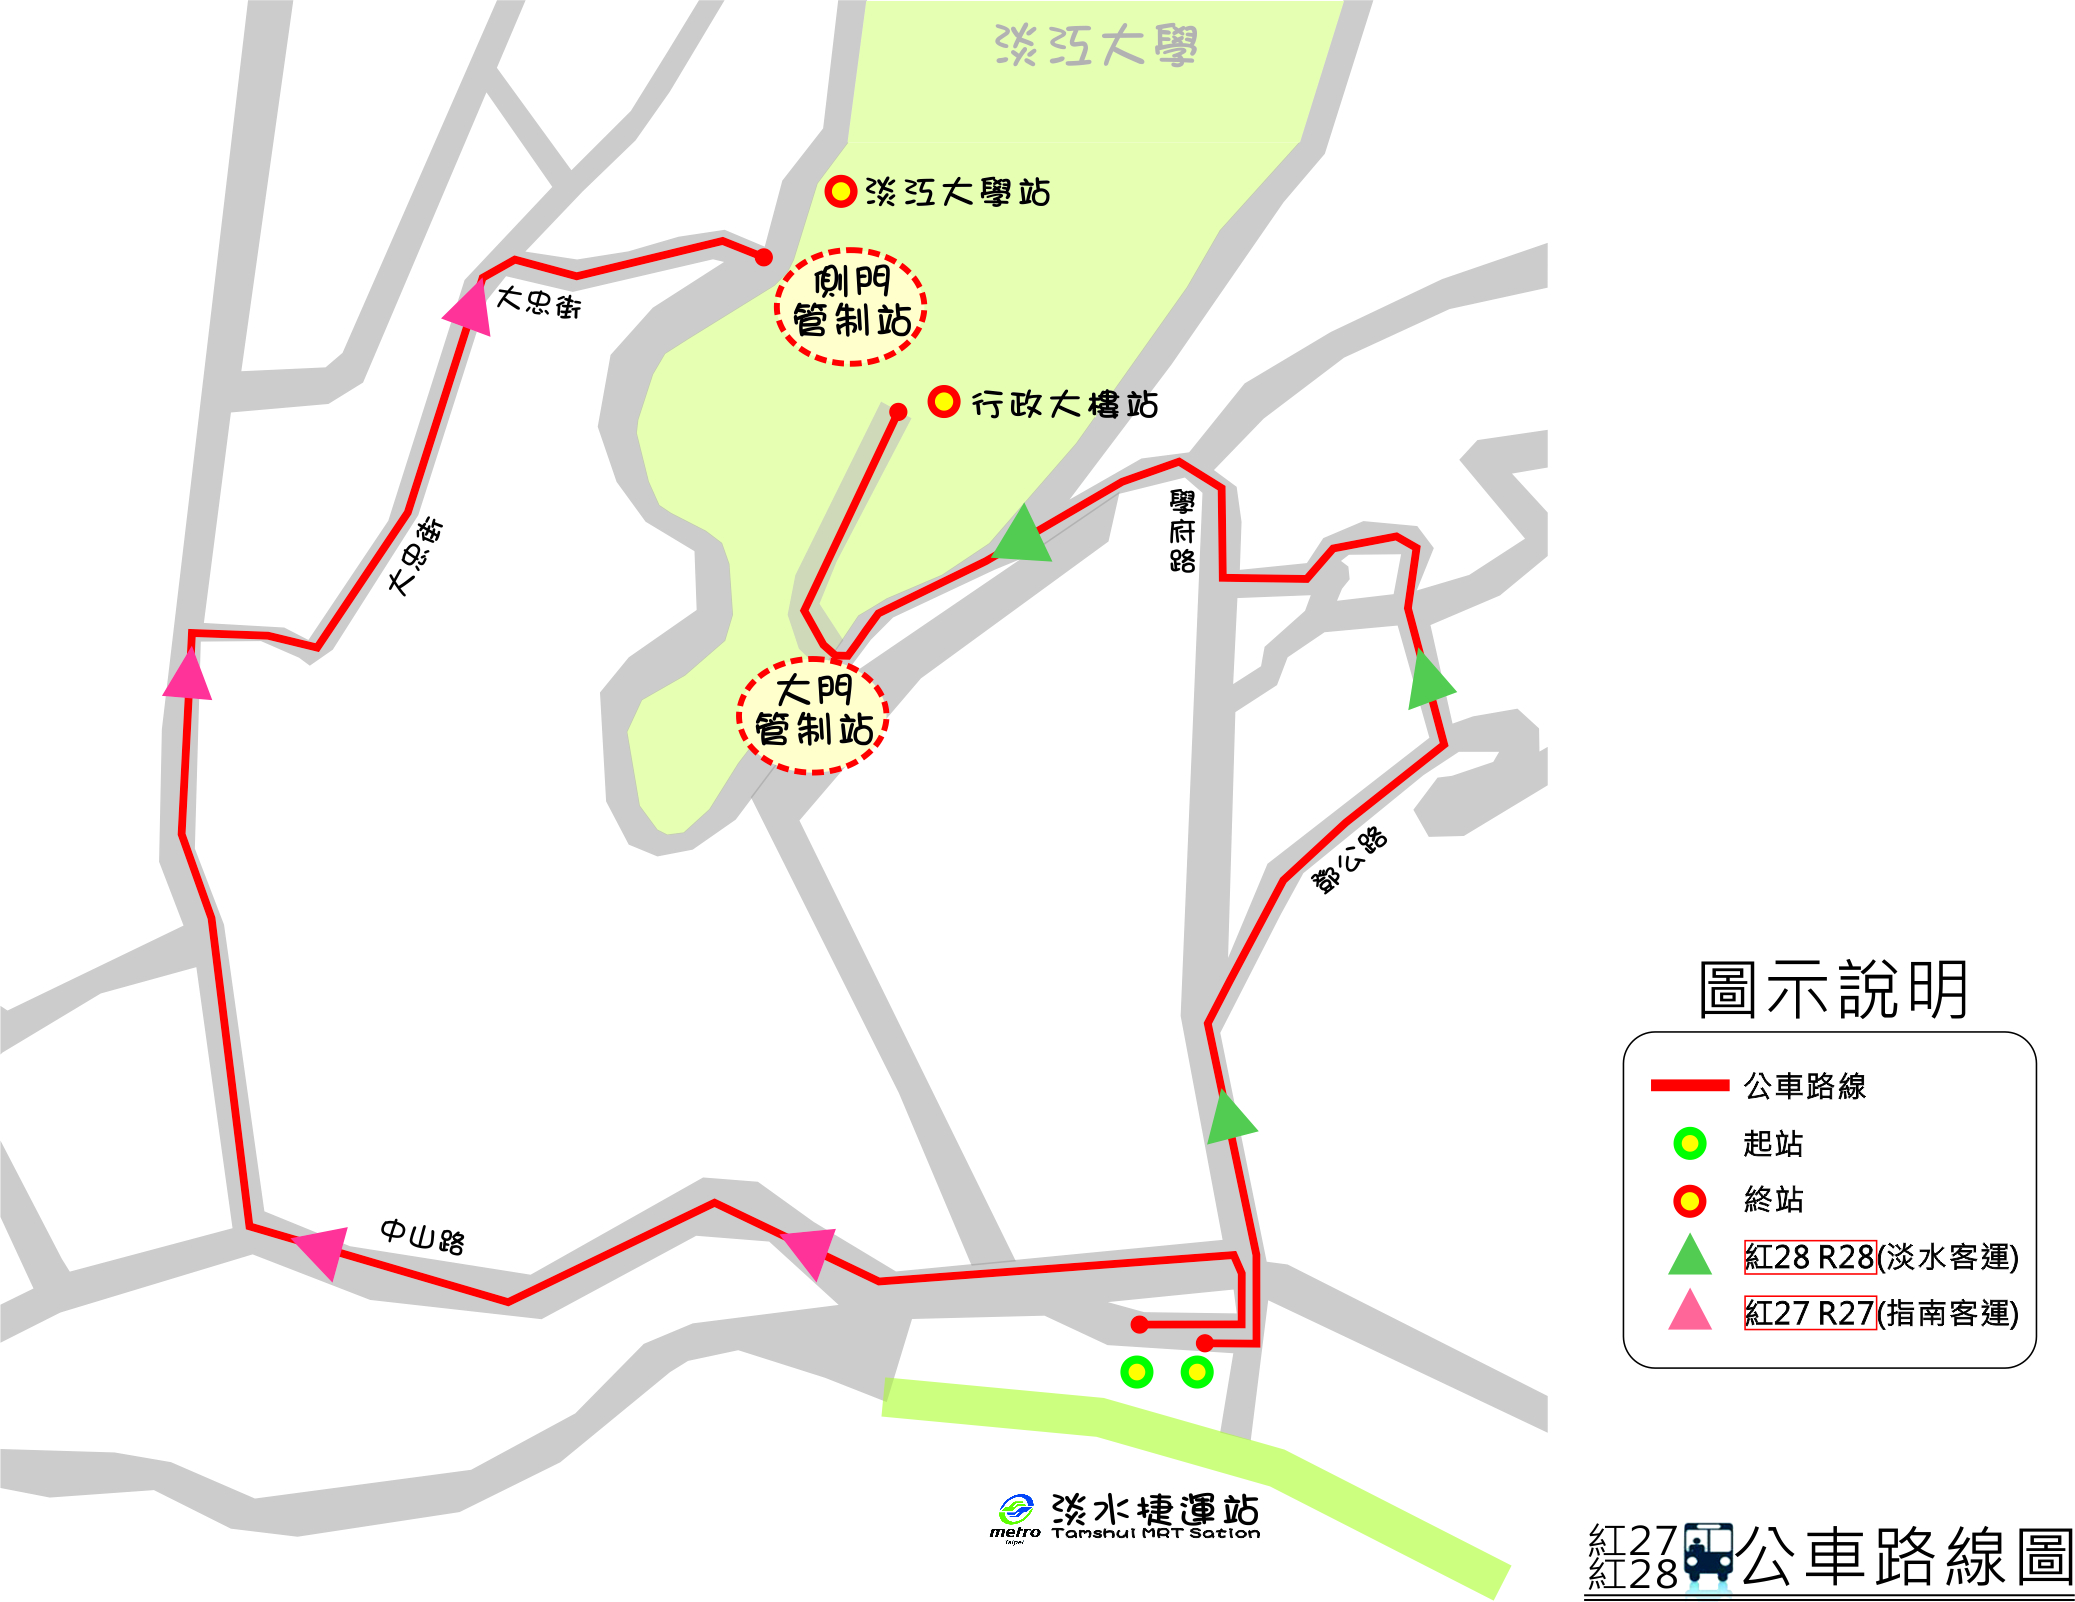 淡江大學
淡江大學站
側門
管制站
大忠街
行政大樓站
學府路
大忠街
大門
管制站
鄧公路
圖示說明
公車路線
起站
終站
紅28 R28(淡水客運)
紅27 R27(指南客運)
中山路
淡水捷運站
metro
taipei
Tamshui MRT Sation
紅27
紅28
公車路線圖